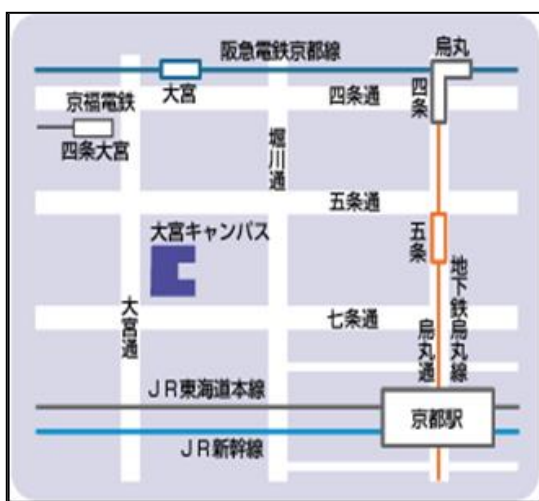 阪急電鉄京都線
烏丸
大宮
四条通
四条
京福電鉄
四条大宮
堀川通
五条通
大宮キャンパス
五条
大宮通
七条通
烏丸通
地下鉄烏丸線
JR東海道本線
京都駅
JR新幹線